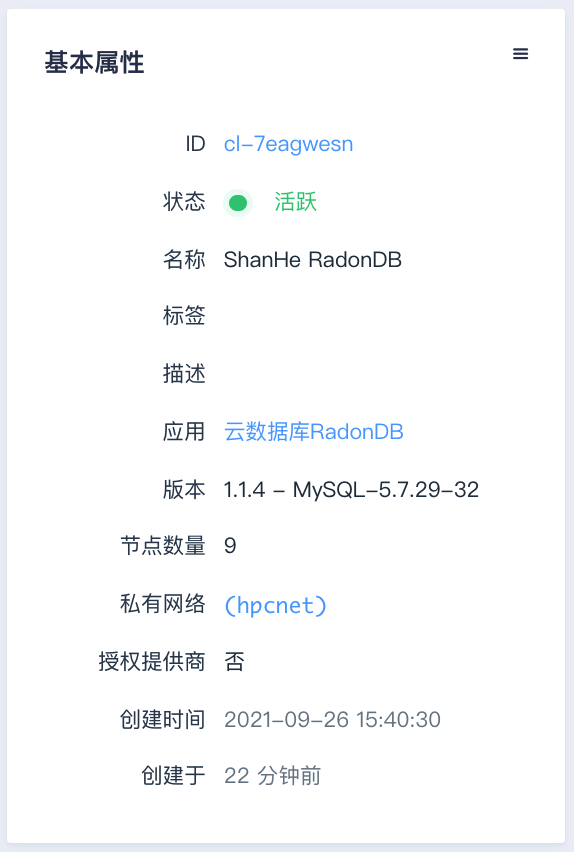 基本属性
ID cl-7eagwesn
状态 活跃
名称 ShanHe RadonDB
标签
描述
应用 云数据库RadonDB
版本 1.1.4 - MySQL-5.7.29-32
节点数量 9
私有网络 (hpcnet)
授权提供商 否
创建时间 2021-09-26 15:40:30
创建于 22 分钟前